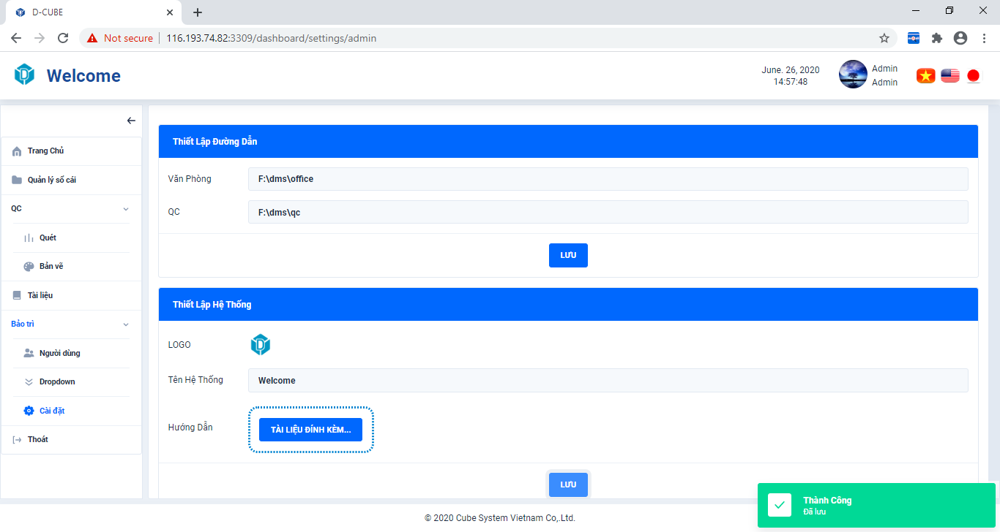 D-CUBE
Not secure 116.193.74.82:3309/dashboard/settings/admin
Welcome
June. 26, 2020
14:57:48
Admin
Admin
Trang Chủ
Quản lý sổ cái
QC
Quét
Bản vẽ
Tài liệu
Bảo trì
Người dùng
Dropdown
Cài đặt
Thoát
Thiết Lập Đường Dẫn
Văn Phòng F:\dms\office
QC F:\dms\qc
LƯU
Thiết Lập Hệ Thống
LOGO
Tên Hệ Thống Welcome
Hướng Dẫn TÀI LIỆU ĐÍNH KÈM...
LƯU
Thành Công
Đã lưu
© 2020 Cube System Vietnam Co,.Ltd.